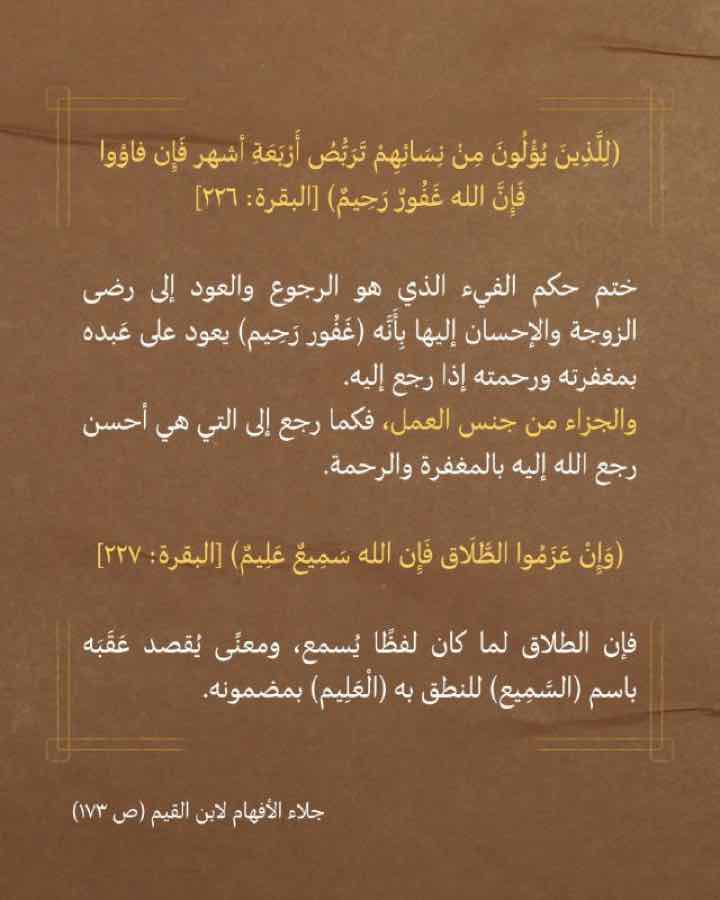 (لِلَّذِينَ يُؤْلُونَ مِنْ نِسَائِهِمْ تَرَبُّصُ أَرْبَعَةِ أشهر فَإِن فاؤوا
فَإِنَّ الله غَفُورٌ رَحِيمٌ) [البقرة: ٢٢٦]
ختم حكم الفيء الذي هو الرجوع والعود إلى رضى
الزوجة والإحسان إليها بِأَنَّه (غَفُور رَحِيم) يعود على عَبده
بمغفرته ورحمته إذا رجع إليه.
والجزاء من جنس العمل، فكما رجع إلى التي هي أحسن
رجع الله إليه بالمغفرة والرحمة.
(وَإِنْ عَزَمُوا الطَّلَاق فَإِن الله سَمِيعٌ عَلِيمٌ) [البقرة: ٢٢٧]
فإن الطلاق لما كان لفظًا يُسمع، ومعنًى يُقصد عَقَبَه
باسم (السَّمِيع) للنطق به (الْعَلِيم) بمضمونه.
جلاء الأفهام لابن القيم (ص ١٧٣)